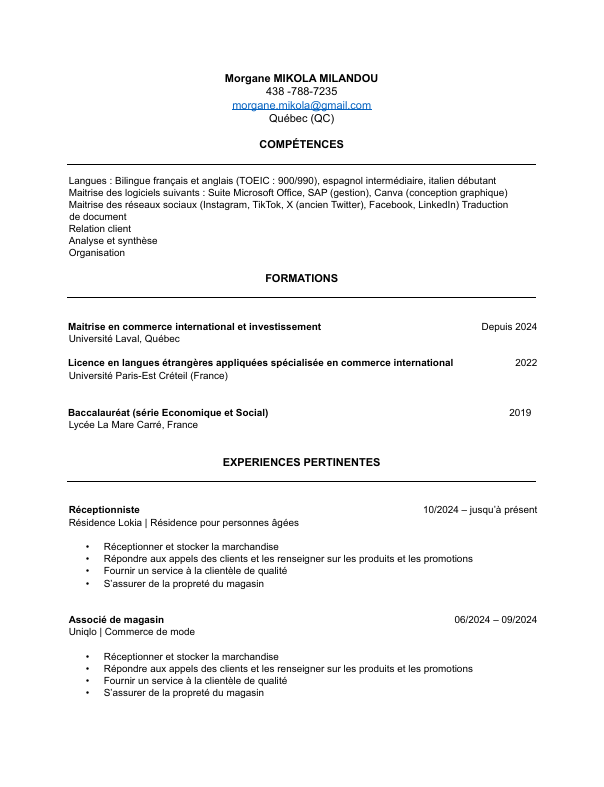 Morgane MIKOLA MILANDOU
438 -788-7235
morgane.mikola@gmail.com
Québec (QC)
COMPÉTENCES
Langues : Bilingue français et anglais (TOEIC : 900/990), espagnol intermédiaire, italien débutant
Maitrise des logiciels suivants : Suite Microsoft Office, SAP (gestion), Canva (conception graphique)
Maitrise des réseaux sociaux (Instagram, TikTok, X (ancien Twitter), Facebook, LinkedIn) Traduction
de document
Relation client
Analyse et synthèse
Organisation
FORMATIONS
Maitrise en commerce international et investissement Depuis 2024
Université Laval, Québec
Licence en langues étrangères appliquées spécialisée en commerce international 2022
Université Paris-Est Créteil (France)
Baccalauréat (série Economique et Social) 2019
Lycée La Mare Carré, France
EXPERIENCES PERTINENTES
Réceptionniste 10/2024 – jusqu'à présent
Résidence Lokia | Résidence pour personnes âgées
• Réceptionner et stocker la marchandise
• Répondre aux appels des clients et les renseigner sur les produits et les promotions
• Fournir un service à la clientèle de qualité
• S'assurer de la propreté du magasin
Associé de magasin 06/2024 – 09/2024
Uniqlo | Commerce de mode
• Réceptionner et stocker la marchandise
• Répondre aux appels des clients et les renseigner sur les produits et les promotions
• Fournir un service à la clientèle de qualité
• S'assurer de la propreté du magasin